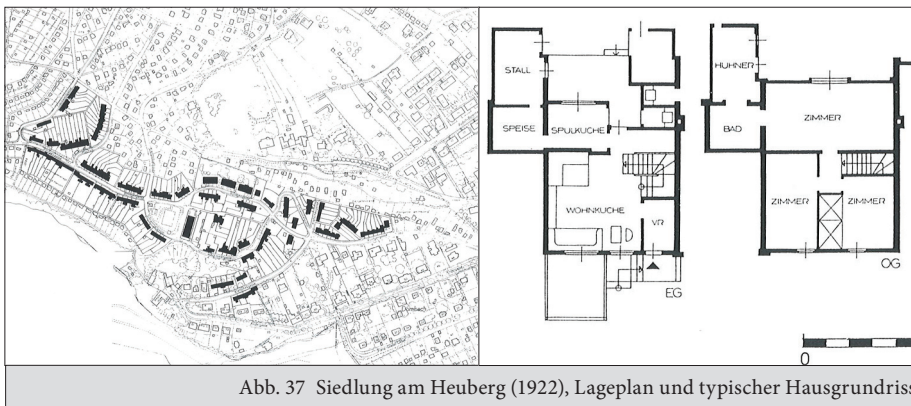 STALL
SPEISE
SPÜLKÜCHE
WOHNKÜCHE
VR
EG
HÜHNER
BAD
ZIMMER
ZIMMER
ZIMMER
OG
0
Abb. 37 Siedlung am Heuberg (1922), Lageplan und typischer Hausgrundriss